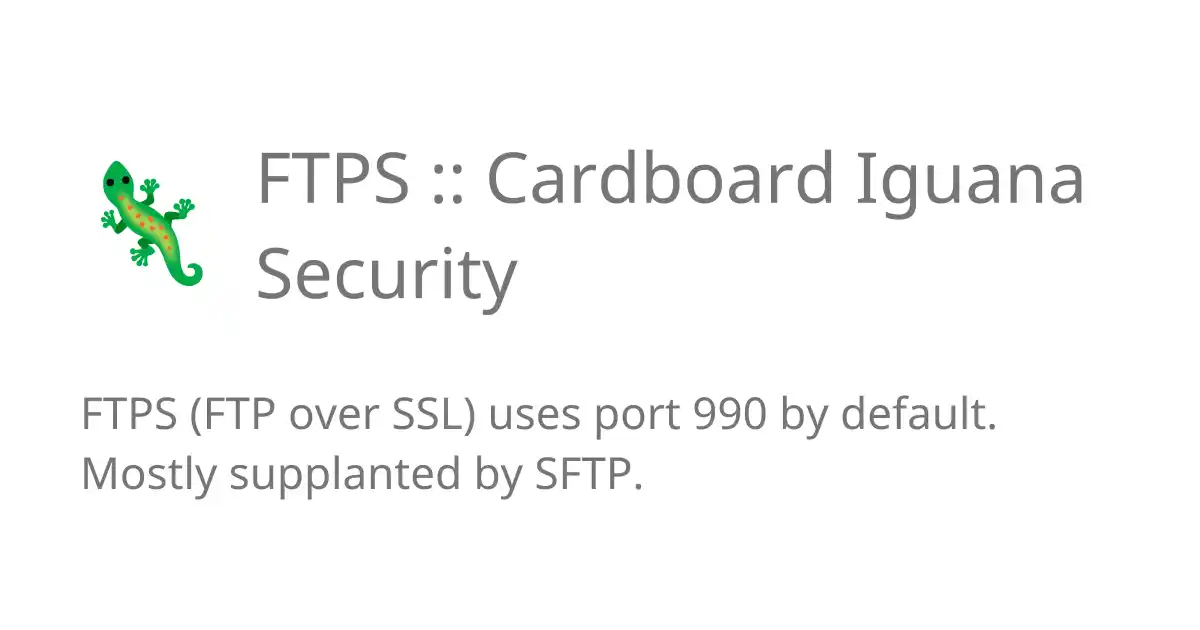 FTPS :: Cardboard Iguana
Security
FTPS (FTP over SSL) uses port 990 by default.
Mostly supplanted by SFTP.